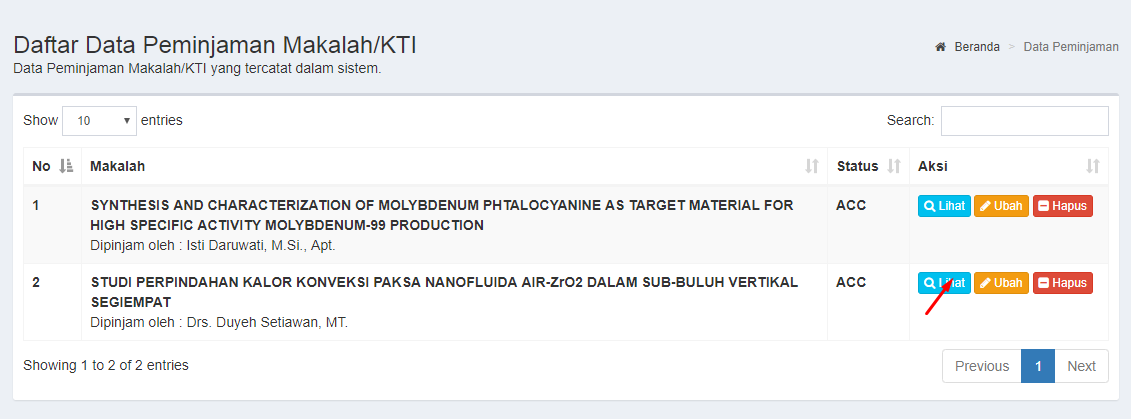 Daftar Data Peminjaman Makalah/KTI
Data Peminjaman Makalah/KTI yang tercatat dalam sistem.
Beranda > Data Peminjaman
Show 10 entries
Search:
No Makalah Status Aksi
1 SYNTHESIS AND CHARACTERIZATION OF MOLYBDENUM PHTALOCYANINE AS TARGET MATERIAL FOR ACC Lihat Ubah Hapus
HIGH SPECIFIC ACTIVITY MOLYBDENUM-99 PRODUCTION
Dipinjam oleh : Isti Daruwati, M.Si., Apt.
2 STUDI PERPINDAHAN KALOR KONVEKSI PAKSA NANOFLUIDA AIR-ZrO2 DALAM SUB-BULUH VERTIKAL ACC Lihat Ubah Hapus
SEGIEMPAT
Dipinjam oleh : Drs. Duyeh Setiawan, MT.
Showing 1 to 2 of 2 entries
Previous 1 Next